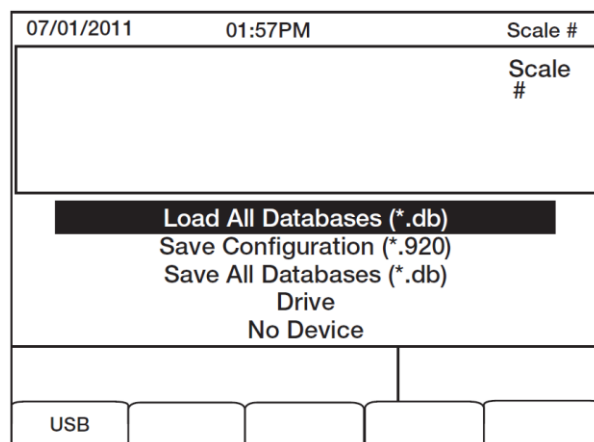 07/01/2011 01:57PM Scale #
Scale
#
Load All Databases (*.db)
Save Configuration (*.920)
Save All Databases (*.db)
Drive
No Device
USB